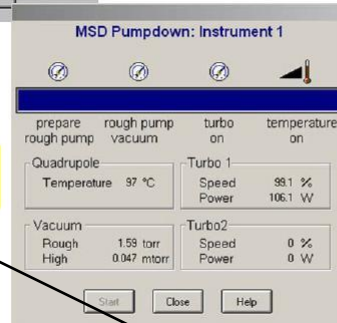 MSD Pumpdown: Instrument 1
prepare rough pump vacuum turbo temperature
rough pump vacuum on on
Quadrupole
Temperature 97 °C
Turbo 1
Speed 99.1 %
Power 106.1 W
Vacuum
Rough 1.59 torr
High 0.047 mtorr
Turbo2
Speed 0 %
Power 0 W
Start Close Help